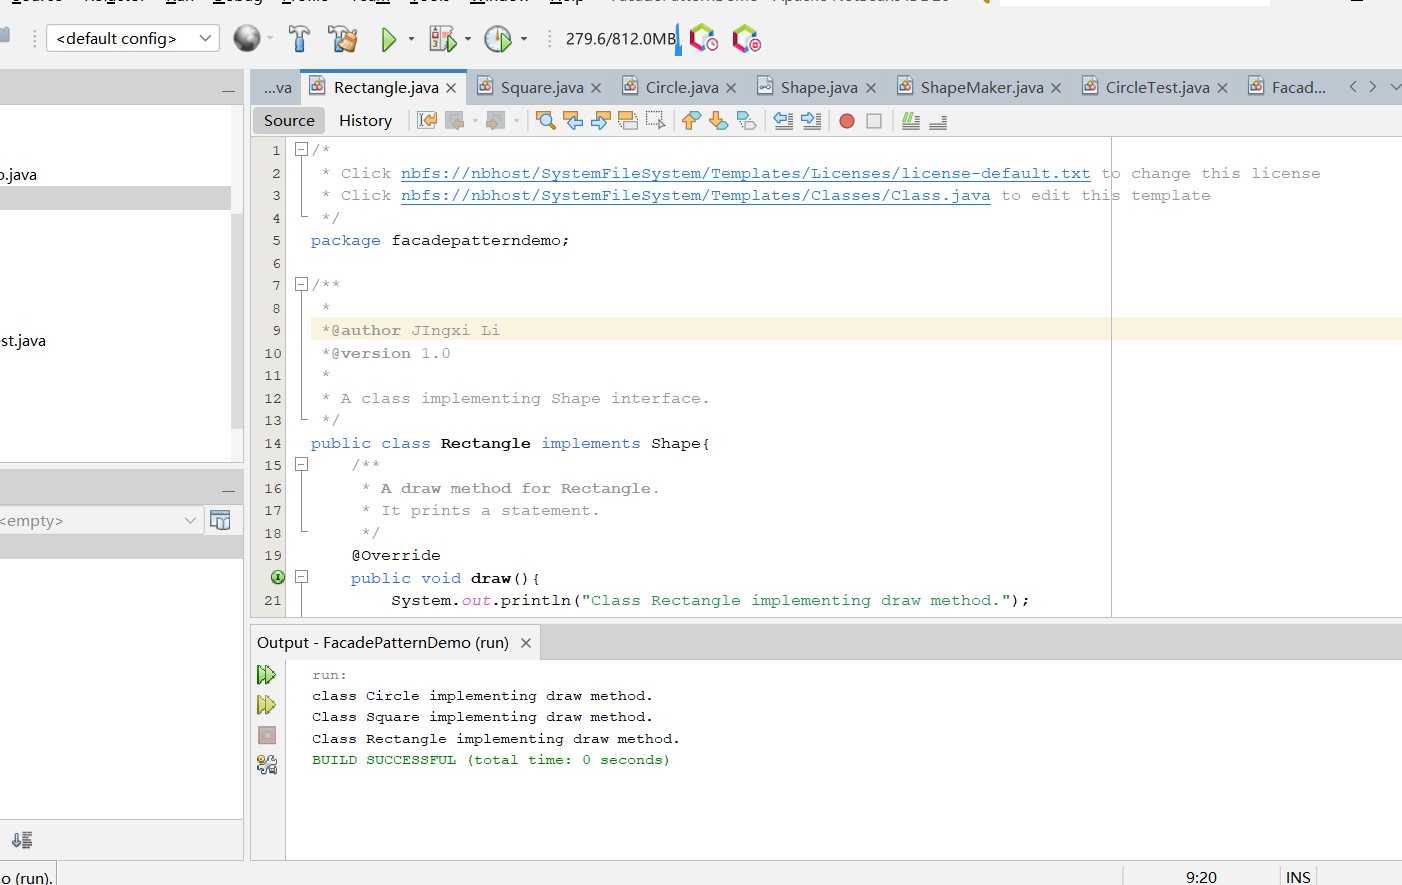 <default config>
279.6/812.0MB
...va
Rectangle.java
Square.java
Circle.java
Shape.java
ShapeMaker.java
CircleTest.java
Facad...
Source
History
o.java
st.java
<empty>
1 /*
2 * Click nbfs://nbhost/SystemFileSystem/Templates/Licenses/license-default.txt to change this license
3 * Click nbfs://nbhost/SystemFileSystem/Templates/Classes/Class.java to edit this template
4 */
5 package facadepatterndemo;
6
7 /**
8 *
9 *@author JIngxi Li
10 *@version 1.0
11 *
12 * A class implementing Shape interface.
13 */
14 public class Rectangle implements Shape{
15 /**
16 * A draw method for Rectangle.
17 * It prints a statement.
18 */
19 @Override
public void draw(){
21 System.out.println("Class Rectangle implementing draw method.");
Output - FacadePatternDemo (run)
run:
class Circle implementing draw method.
Class Square implementing draw method.
Class Rectangle implementing draw method.
BUILD SUCCESSFUL (total time: 0 seconds)
o (run).
9:20
INS